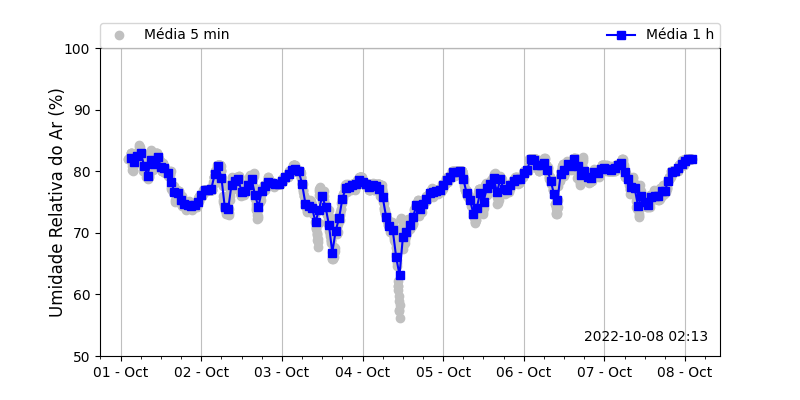 Média 5 min
Média 1 h
Umidade Relativa do Ar (%)
100
90
80
70
60
50
2022-10-08 02:13
01 - Oct
02 - Oct
03 - Oct
04 - Oct
05 - Oct
06 - Oct
07 - Oct
08 - Oct